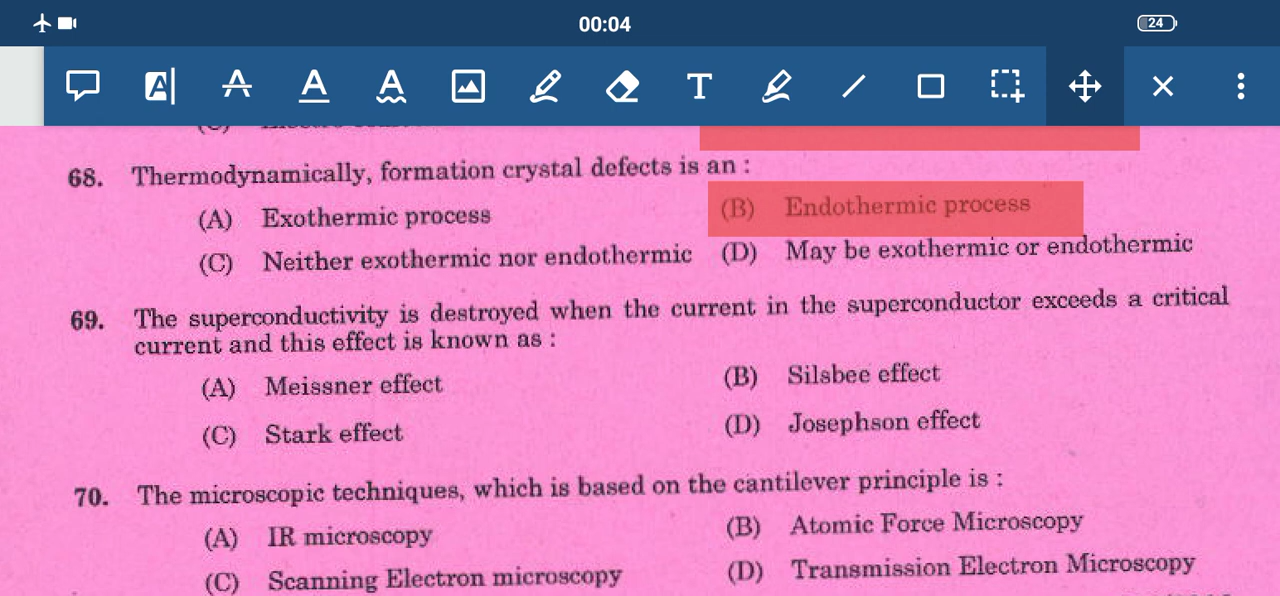 00:04
24
68. Thermodynamically, formation crystal defects is an :
(A) Exothermic process (B) Endothermic process
(C) Neither exothermic nor endothermic (D) May be exothermic or endothermic
69. The superconductivity is destroyed when the current in the superconductor exceeds a critical
current and this effect is known as :
(A) Meissner effect (B) Silsbee effect
(C) Stark effect (D) Josephson effect
70. The microscopic techniques, which is based on the cantilever principle is :
(A) IR microscopy (B) Atomic Force Microscopy
(C) Scanning Electron microscopy (D) Transmission Electron Microscopy